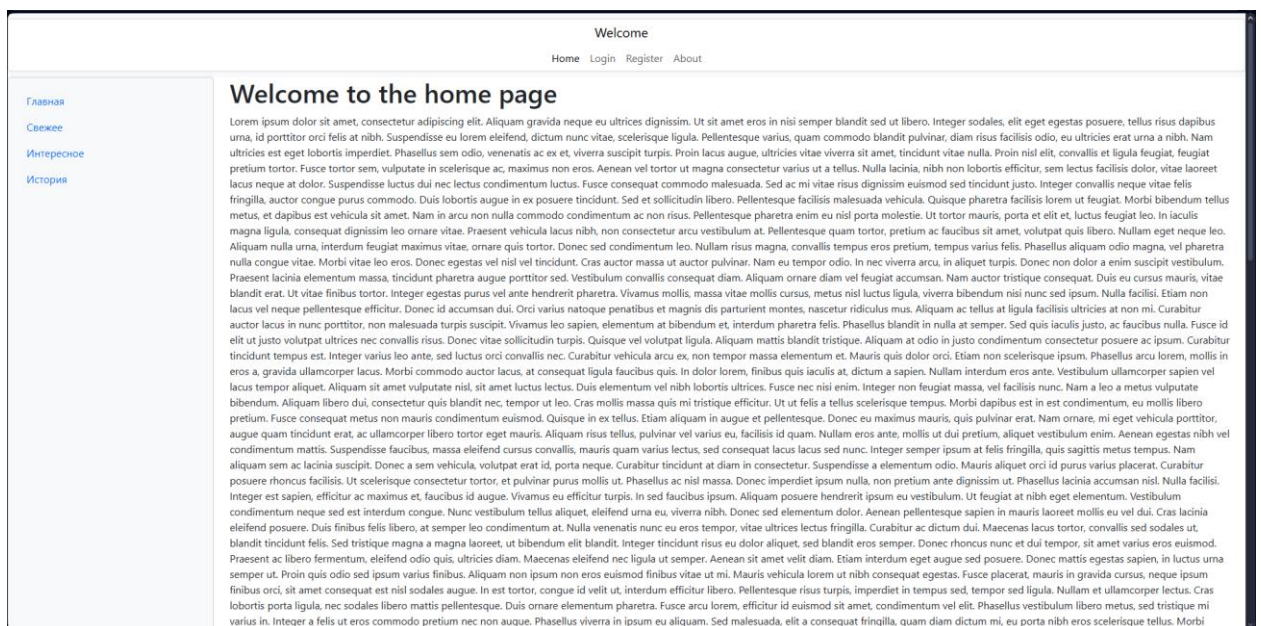 Welcome
Home Login Register About
Главная
Свежее
Интересное
История
Welcome to the home page
Lorem ipsum dolor sit amet, consectetur adipiscing elit. Aliquam gravida neque eu ultrices dignissim. Ut sit amet eros in nisi semper blandit sed ut libero. Integer sodales, elit eget egestas posuere, tellus risus dapibus
urna, id porttitor orci felis at nibh. Suspendisse eu lorem eleifend, dictum nunc vitae, scelerisque ligula. Pellentesque varius, quam commodo blandit pulvinar, diam risus facilisis odio, eu ultricies erat urna a nibh. Nam
ultricies est eget lobortis imperdiet. Phasellus sem odio, venenatis ac ex et, viverra suscipit turpis. Proin lacus augue, ultricies vitae viverra sit amet, tincidunt vitae nulla. Proin nisl elit, convallis et ligula feugiat, feugiat
pretium tortor. Fusce tortor sem, vulputate in scelerisque ac, maximus non eros. Aenean vel tortor ut magna consectetur varius ut a tellus. Nulla lacinia, nibh non lobortis efficitur, sem lectus facilisis dolor, vitae laoreet
lacus neque at dolor. Suspendisse luctus dui nec lectus condimentum luctus. Fusce consequat commodo malesuada. Sed ac mi vitae risus dignissim euismod sed tincidunt justo. Integer convallis neque vitae felis
fringilla, auctor congue purus commodo. Duis lobortis augue in ex posuere tincidunt. Sed et sollicitudin libero. Pellentesque facilisis malesuada vehicula. Quisque pharetra facilisis lorem ut feugiat. Morbi bibendum tellus
metus, et dapibus est vehicula sit amet. Nam in arcu non nulla commodo condimentum ac non risus. Pellentesque pharetra enim eu nisl porta molestie. Ut tortor mauris, porta et elit et, luctus feugiat leo. In iaculis
magna ligula, consequat dignissim leo ornare vitae. Praesent vehicula lacus nibh, non consectetur arcu vestibulum at. Pellentesque quam tortor, pretium ac faucibus sit amet, volutpat quis libero. Nullam eget neque leo.
Aliquam nulla urna, interdum feugiat maximus vitae, ornare quis tortor. Donec sed condimentum leo. Nullam risus magna, convallis tempus eros pretium, tempus varius felis. Phasellus aliquam odio magna, vel pharetra
nulla congue vitae. Morbi vitae leo eros. Donec egestas vel nisl vel tincidunt. Cras auctor massa ut auctor pulvinar. Nam eu tempor odio. In nec viverra arcu, in aliquet turpis. Donec non dolor a enim suscipit vestibulum.
Praesent lacinia elementum massa, tincidunt pharetra augue porttitor sed. Vestibulum convallis consequat diam. Aliquam ornare diam vel feugiat accumsan. Nam auctor tristique consequat. Duis eu cursus mauris, vitae
blandit erat. Ut vitae finibus tortor. Integer egestas purus vel ante hendrerit pharetra. Vivamus mollis, massa vitae mollis cursus, metus nisl luctus ligula, viverra bibendum nisi nunc sed ipsum. Nulla facilisi. Etiam non
lacus vel neque pellentesque efficitur. Donec id accumsan dui. Orci varius natoque penatibus et magnis dis parturient montes, nascetur ridiculus mus. Aliquam ac tellus at ligula facilisis ultricies at non mi. Curabitur
auctor lacus in nunc porttitor, non malesuada turpis suscipit. Vivamus leo sapien, elementum at bibendum et, interdum pharetra felis. Phasellus blandit in nulla at semper. Sed quis iaculis justo, ac faucibus nulla. Fusce id
elit ut justo volutpat ultrices nec convallis risus. Donec vitae sollicitudin turpis. Quisque vel volutpat ligula. Aliquam mattis blandit tristique. Aliquam at odio in justo condimentum consectetur posuere ac ipsum. Curabitur
tincidunt tempus est. Integer varius leo ante, sed luctus orci convallis nec. Curabitur vehicula arcu ex, non tempor massa elementum et. Mauris quis dolor orci. Etiam non scelerisque ipsum. Phasellus arcu lorem, mollis in
eros a, gravida ullamcorper lacus. Morbi commodo auctor lacus, at consequat ligula faucibus quis. In dolor lorem, finibus quis iaculis at, dictum a sapien. Nullam interdum eros ante. Vestibulum ullamcorper sapien vel
lacus tempor aliquet. Aliquam sit amet vulputate nisl, sit amet luctus lectus. Duis elementum vel nibh lobortis ultrices. Fusce nec nisi enim. Integer non feugiat massa, vel facilisis nunc. Nam a leo a metus vulputate
bibendum. Aliquam libero dui, consectetur quis blandit nec, tempor ut leo. Cras mollis massa quis mi tristique efficitur. Ut ut felis a tellus scelerisque tempus. Morbi dapibus est in est condimentum, eu mollis libero
pretium. Fusce consequat metus non mauris condimentum euismod. Quisque in ex tellus. Etiam aliquam in augue et pellentesque. Donec eu maximus mauris, quis pulvinar erat. Nam ornare, mi eget vehicula porttitor,
augue quam tincidunt erat, ac ullamcorper libero tortor eget mauris. Aliquam risus tellus, pulvinar vel varius eu, facilisis id quam. Nullam eros ante, mollis ut dui pretium, aliquet vestibulum enim. Aenean egestas nibh vel
condimentum mattis. Suspendisse faucibus, massa eleifend cursus convallis, mauris quam varius lectus, sed consequat lacus lacus sed nunc. Integer semper ipsum at felis fringilla, quis sagittis metus tempus. Nam
aliquam sem ac lacinia suscipit. Donec a sem vehicula, volutpat erat id, porta neque. Curabitur tincidunt at diam in consectetur. Suspendisse a elementum odio. Mauris aliquet orci id purus varius placerat. Curabitur
posuere rhoncus facilisis. Ut scelerisque consectetur tortor, et pulvinar purus mollis ut. Phasellus ac nisl massa. Donec imperdiet ipsum nulla, non pretium ante dignissim ut. Phasellus lacinia accumsan nisl. Nulla facilisi.
Integer est sapien, efficitur ac maximus et, faucibus id augue. Vivamus eu efficitur turpis. In sed faucibus ipsum. Aliquam posuere hendrerit ipsum eu vestibulum. Ut feugiat at nibh eget elementum. Vestibulum
condimentum neque sed est interdum congue. Nunc vestibulum tellus aliquet, eleifend urna eu, viverra nibh. Donec sed elementum dolor. Aenean pellentesque sapien in mauris laoreet mollis eu vel dui. Cras lacinia
eleifend posuere. Duis finibus felis libero, at semper leo condimentum at. Nulla venenatis nunc eu eros tempor, vitae ultrices lectus fringilla. Curabitur ac dictum dui. Maecenas lacus tortor, convallis sed sodales ut,
blandit tincidunt felis. Sed tristique magna a magna laoreet, ut bibendum elit blandit. Integer tincidunt risus eu dolor aliquet, sed blandit eros semper. Donec rhoncus nunc et dui tempor, sit amet varius eros euismod.
Praesent ac libero fermentum, eleifend odio quis, ultricies diam. Maecenas eleifend nec ligula ut semper. Aenean sit amet velit diam. Etiam interdum eget augue sed posuere. Donec mattis egestas sapien, in luctus urna
semper ut. Proin quis odio sed ipsum varius finibus. Aliquam non ipsum non eros euismod finibus vitae ut mi. Mauris vehicula lorem ut nibh consequat egestas. Fusce placerat, mauris in gravida cursus, neque ipsum
finibus orci, sit amet consequat est nisl sodales augue. In est tortor, congue id velit ut, interdum efficitur libero. Pellentesque risus turpis, imperdiet in tempus sed, tempor sed ligula. Nullam et ullamcorper lectus. Cras
lobortis porta ligula, nec sodales libero mattis pellentesque. Duis ornare elementum pharetra. Fusce arcu lorem, efficitur id euismod sit amet, condimentum vel elit. Phasellus vestibulum libero metus, sed tristique mi
varius in. Integer a felis ut eros commodo pretium nec non augue. Phasellus viverra in ipsum eu aliquam. Sed malesuada, elit a consequat fringilla, quam diam dictum mi, eu porta nibh eros scelerisque tellus. Morbi